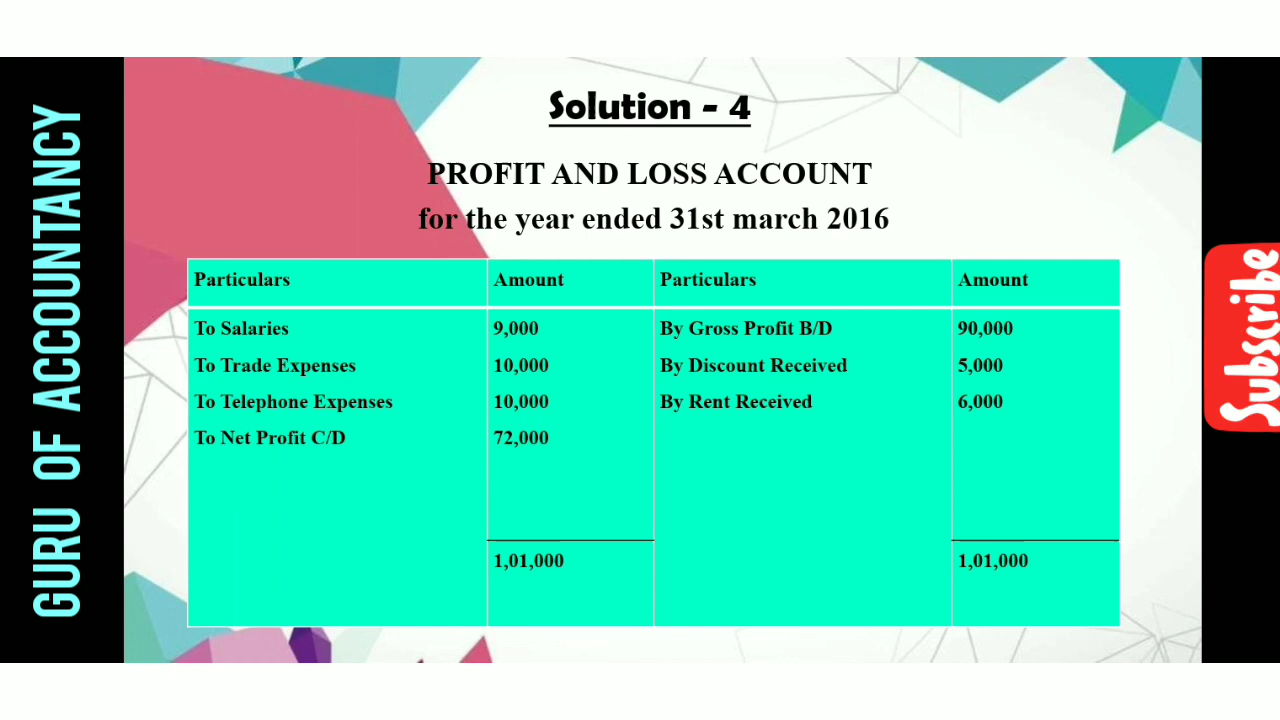 GURU OF ACCOUNTANCY
Solution - 4
PROFIT AND LOSS ACCOUNT
for the year ended 31st march 2016
Particulars Amount Particulars Amount
To Salaries 9,000 By Gross Profit B/D 90,000
To Trade Expenses 10,000 By Discount Received 5,000
To Telephone Expenses 10,000 By Rent Received 6,000
To Net Profit C/D 72,000
1,01,000 1,01,000
Subscribe